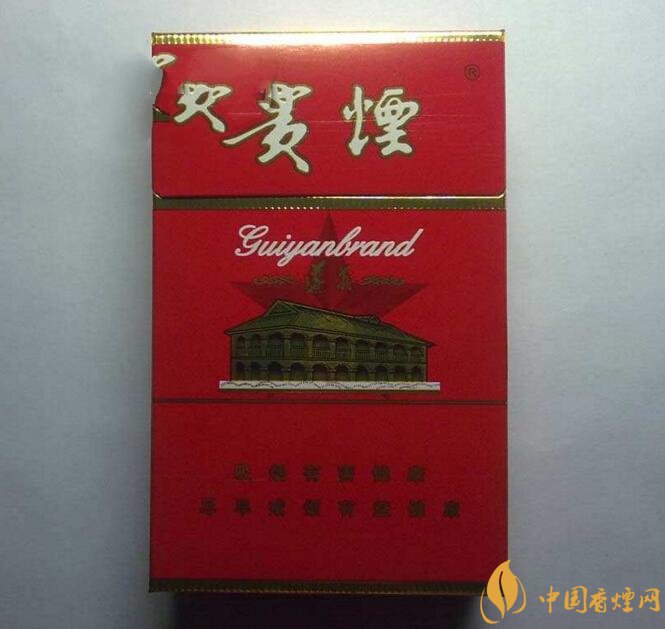 贵煙 ®
Guiyanbrand
吸烟有害健康
尽早戒烟有益健康
中国香烟网